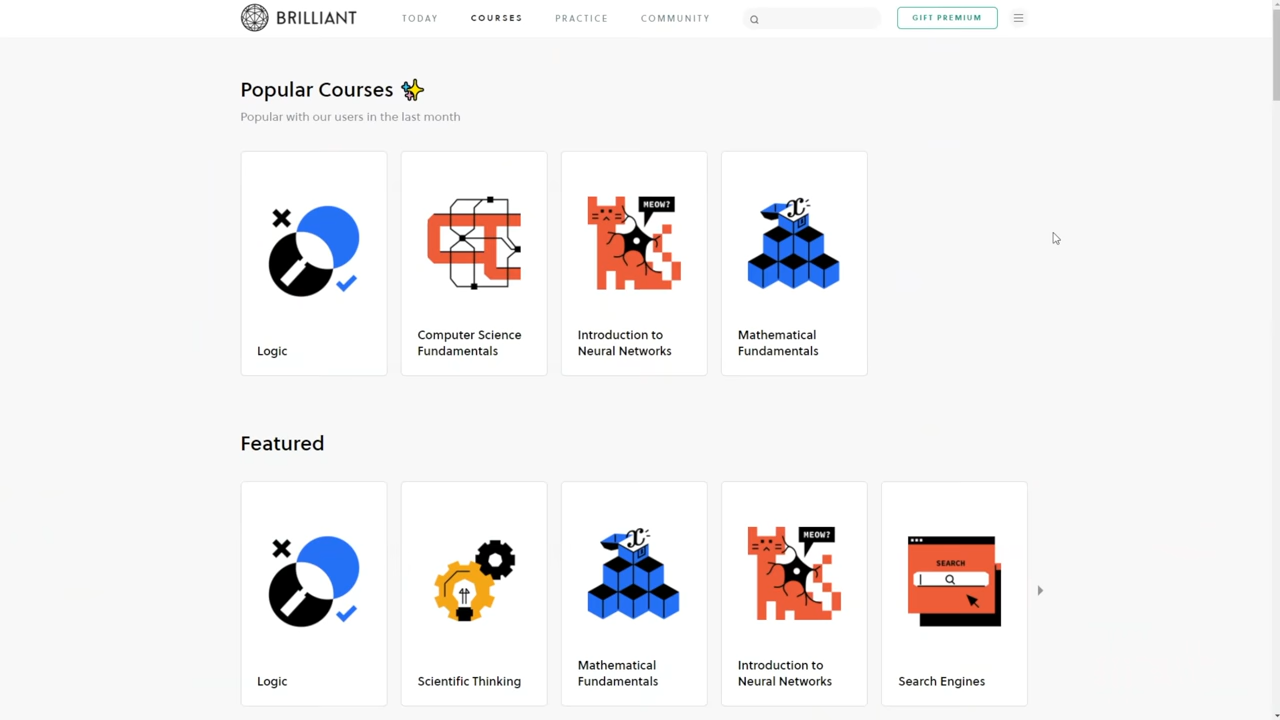 BRILLIANT
TODAY
COURSES
PRACTICE
COMMUNITY
GIFT PREMIUM
Popular Courses
Popular with our users in the last month
MEOW?
x
Logic
Computer Science
Fundamentals
Introduction to
Neural Networks
Mathematical
Fundamentals
Featured
x
MEOW?
SEARCH
Logic
Scientific Thinking
Mathematical
Fundamentals
Introduction to
Neural Networks
Search Engines